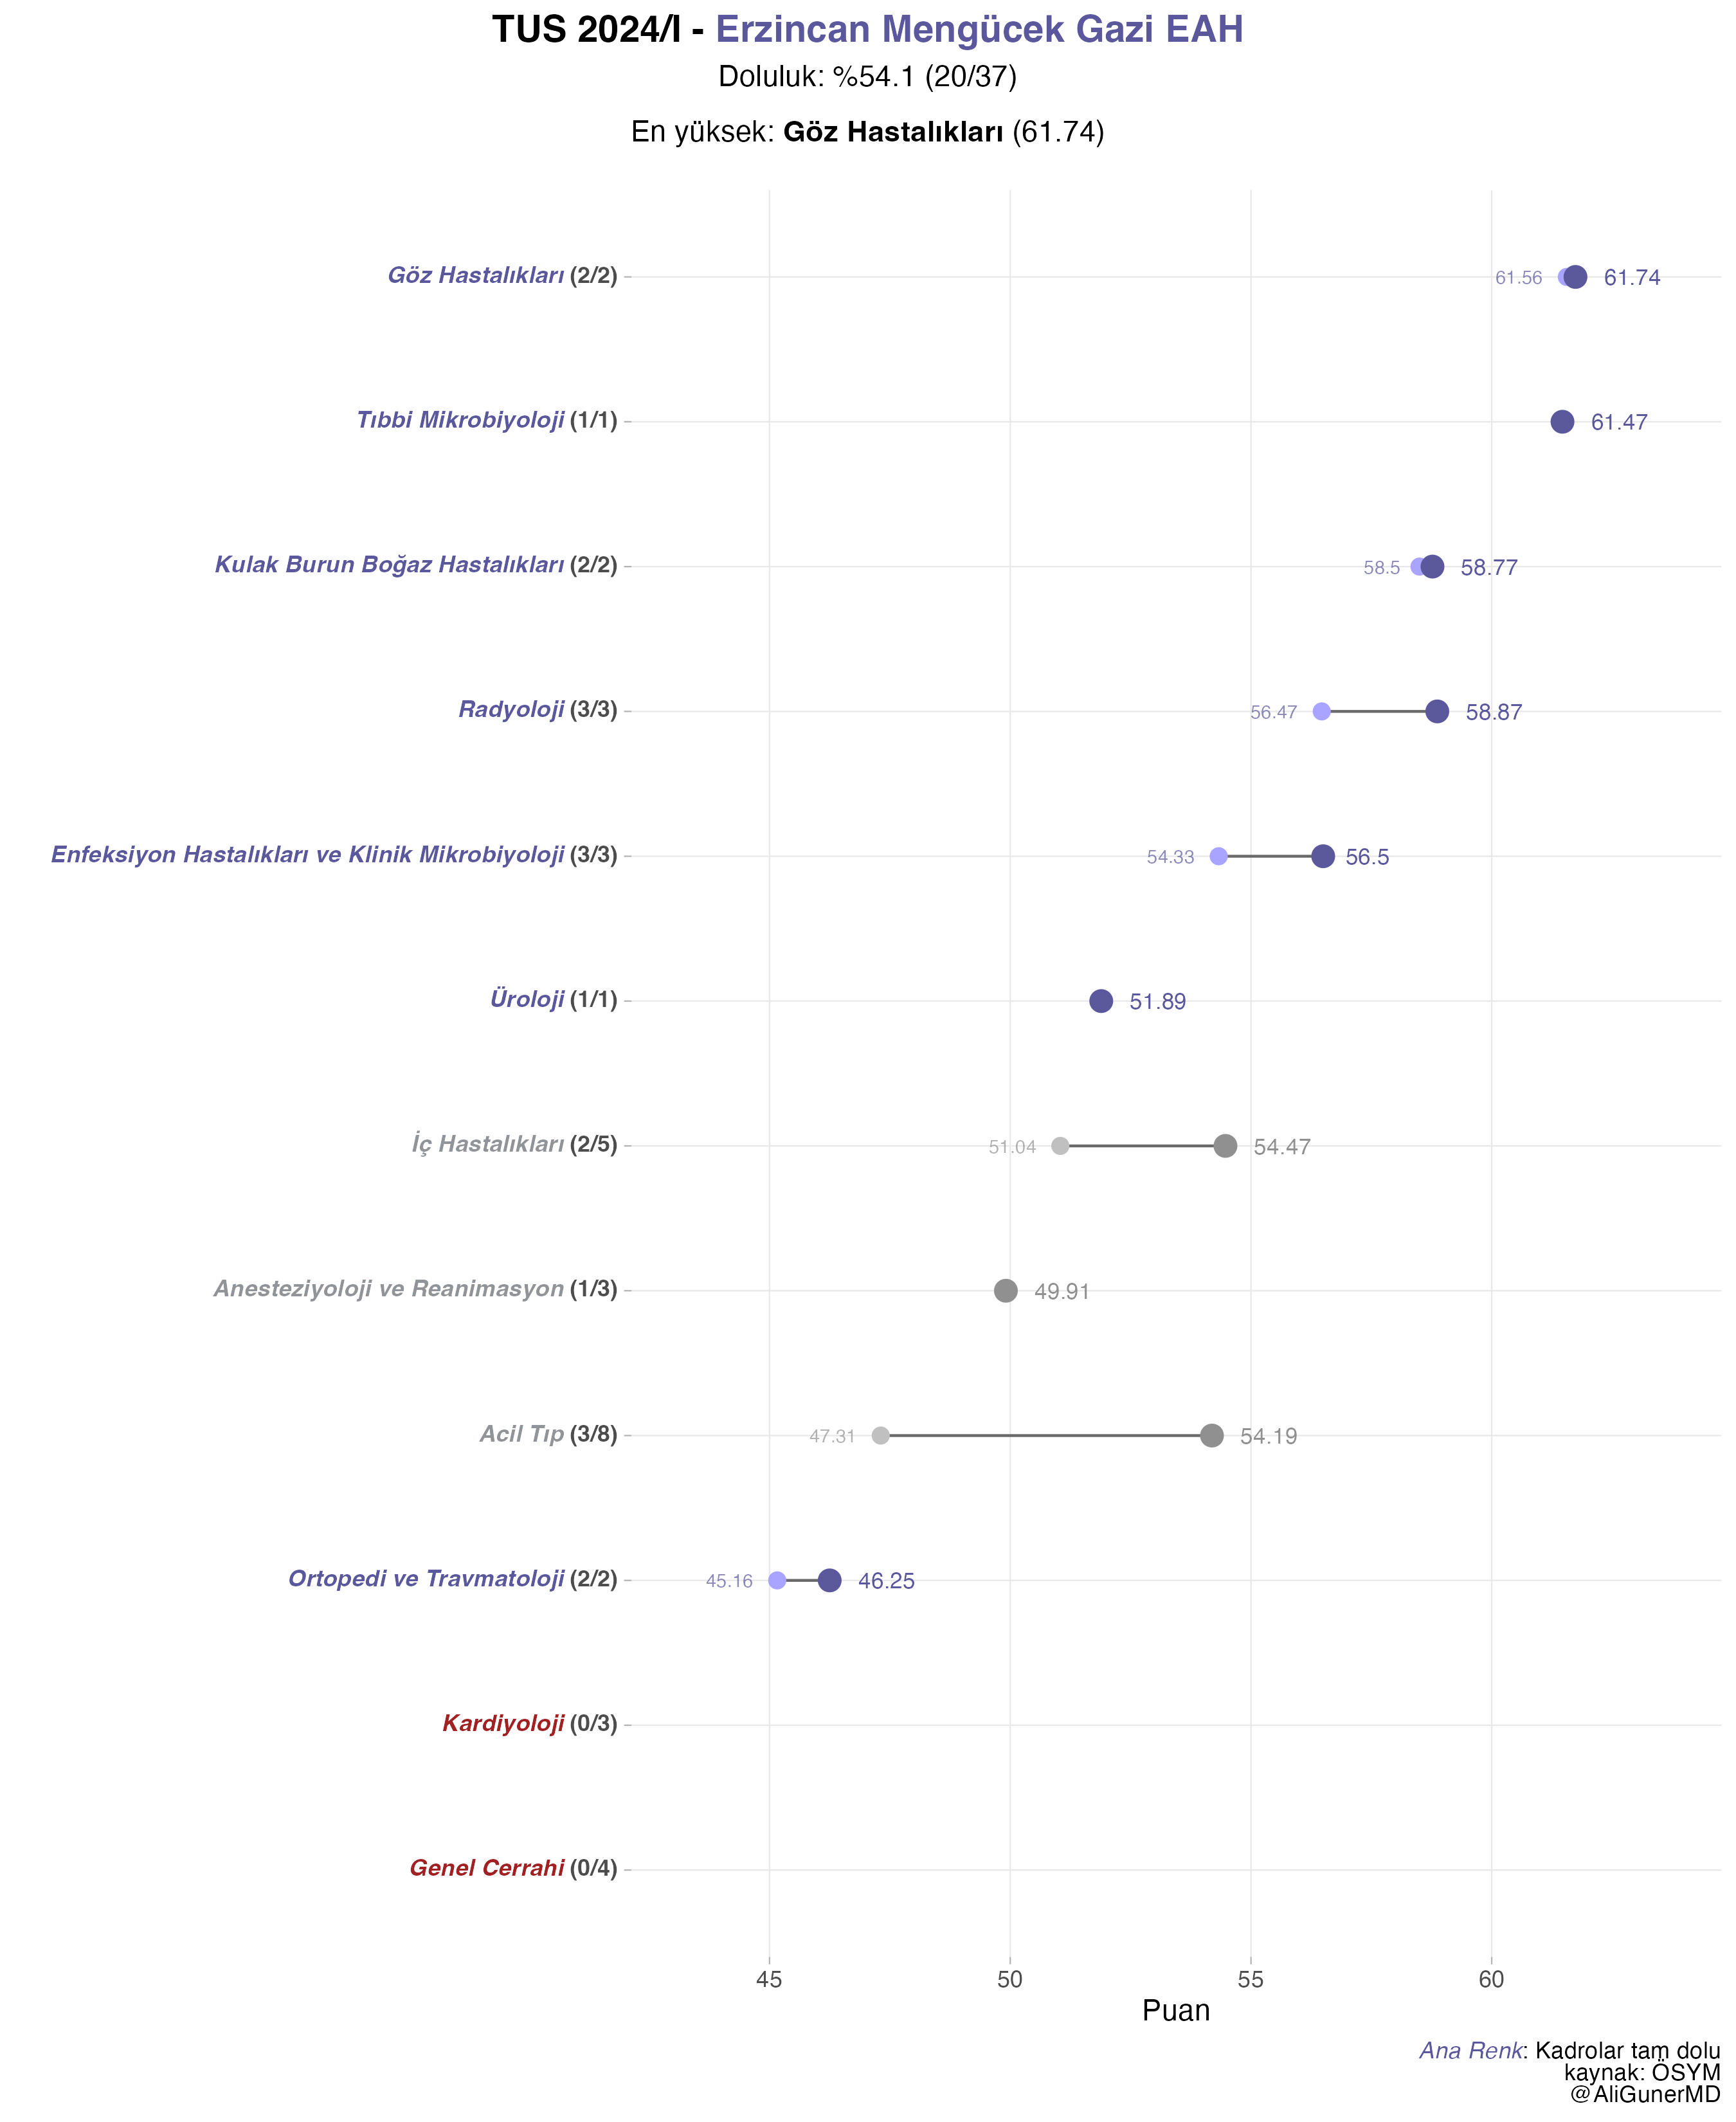 TUS 2024/I - Erzincan Mengücek Gazi EAH
Doluluk: %54.1 (20/37)
En yüksek: Göz Hastalıkları (61.74)
Göz Hastalıkları (2/2) 61.56 61.74
Tıbbi Mikrobiyoloji (1/1) 61.47
Kulak Burun Boğaz Hastalıkları (2/2) 58.5 58.77
Radyoloji (3/3) 56.47 58.87
Enfeksiyon Hastalıkları ve Klinik Mikrobiyoloji (3/3) 54.33 56.5
Üroloji (1/1) 51.89
İç Hastalıkları (2/5) 51.04 54.47
Anesteziyoloji ve Reanimasyon (1/3) 49.91
Acil Tıp (3/8) 47.31 54.19
Ortopedi ve Travmatoloji (2/2) 45.16 46.25
Kardiyoloji (0/3)
Genel Cerrahi (0/4)
45 50 55 60
Puan
Ana Renk: Kadrolar tam dolu
kaynak: ÖSYM
@AliGunerMD